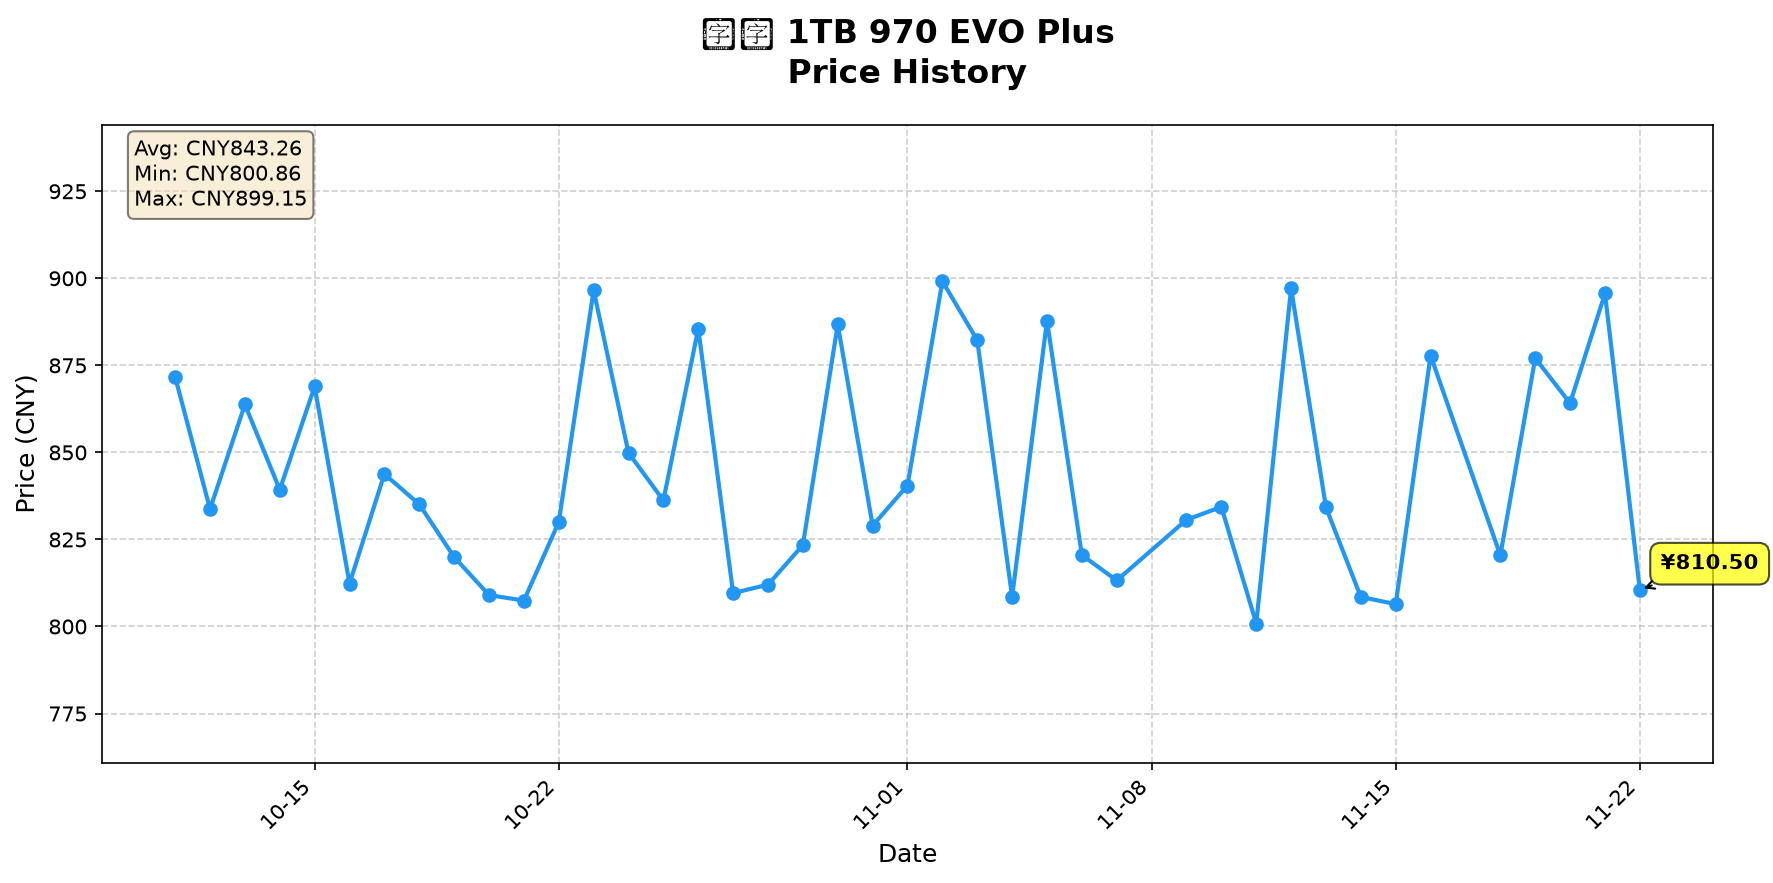 1TB 970 EVO Plus
Price History
Avg: CNY843.26
Min: CNY800.86
Max: CNY899.15
925
900
875
850
825
800
775
Price (CNY)
¥810.50
10-15
10-22
11-01
11-08
11-15
11-22
Date